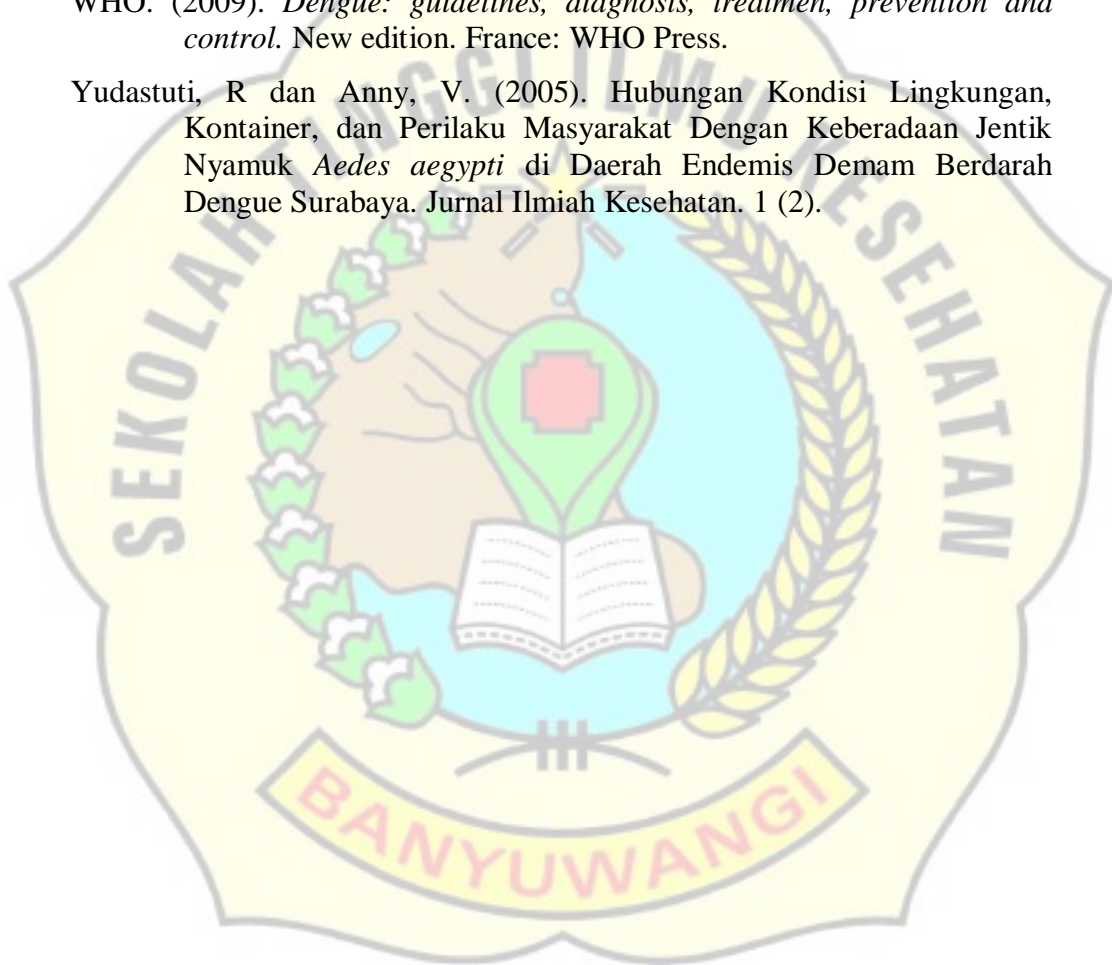 WHO. (2009). Dengue: guidelines, diagnosis, treatmen, prevention and
control. New edition. France: WHO Press.
Yudastuti, R dan Anny, V. (2005). Hubungan Kondisi Lingkungan,
Kontainer, dan Perilaku Masyarakat Dengan Keberadaan Jentik
Nyamuk Aedes aegypti di Daerah Endemis Demam Berdarah
Dengue Surabaya. Jurnal Ilmiah Kesehatan. 1 (2).
SEKOLAH TINGGI ILMU KESEHATAN
BANYUWANGI